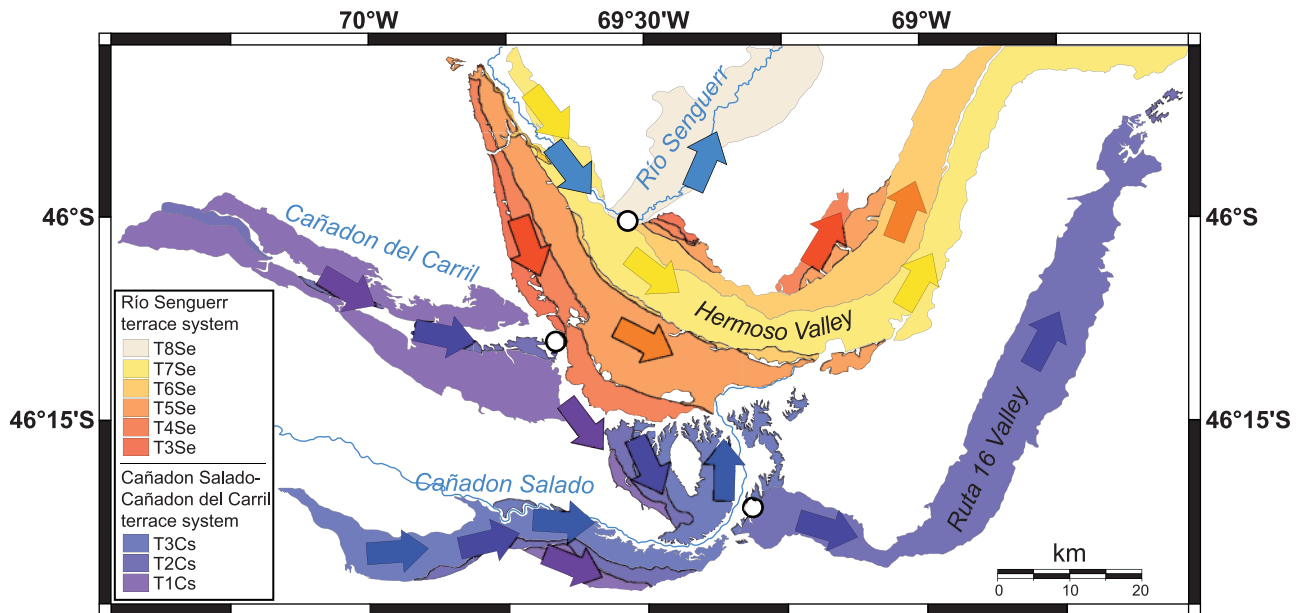 70°W
69°30'W
69°W
46°S
46°S
Río Senguerr
Cañadon del Carril
Hermoso Valley
Río Senguerr
terrace system
T8Se
T7Se
T6Se
T5Se
T4Se
T3Se
Cañadon Salado-
Cañadon del Carril
terrace system
T3Cs
T2Cs
T1Cs
46°15'S
46°15'S
Cañadon Salado
Ruta 16 Valley
km
0
10
20